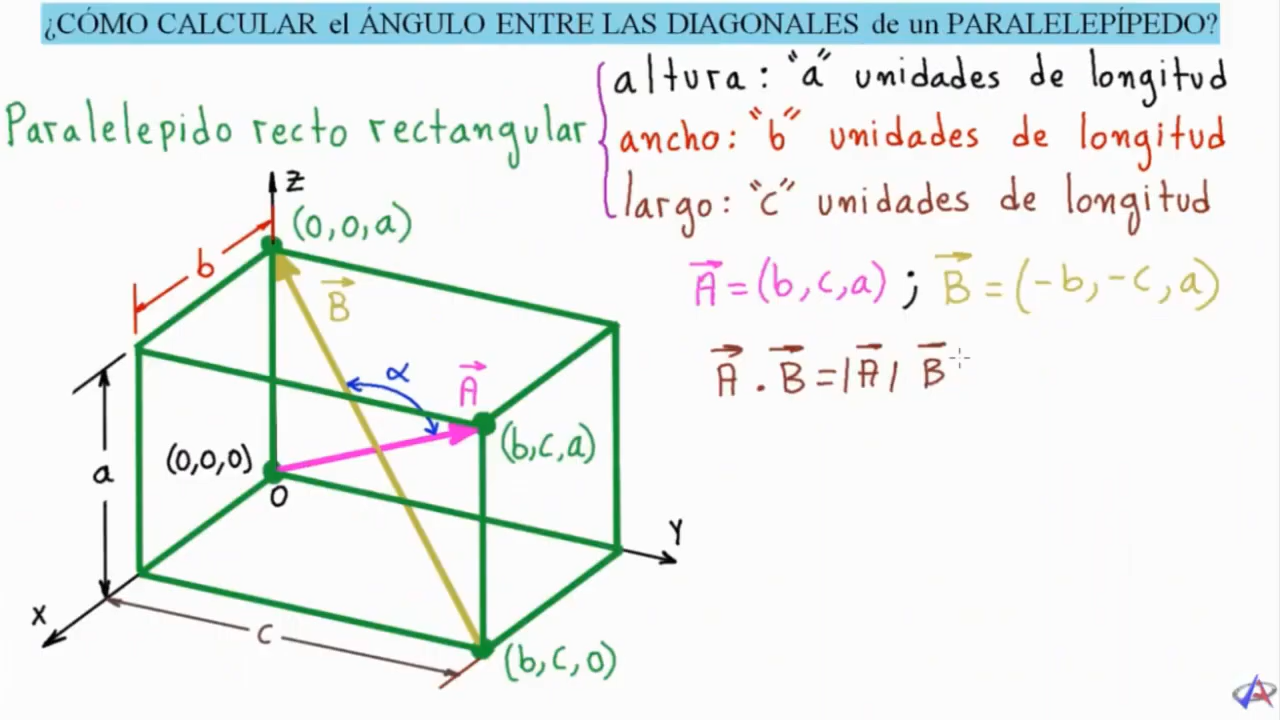 ¿CÓMO CALCULAR el ÁNGULO ENTRE LAS DIAGONALES de un PARALELEPÍPEDO?
altura: "a" unidades de longitud
Paralelepido recto rectangular
ancho: "b" unidades de longitud
largo: "c" unidades de longitud
Z
(0,0,a)
b
B⃗
A⃗ = (b,c,a) ; B⃗ = (-b,-c,a)
A⃗ . B⃗ = |A⃗| B⃗
α
A⃗
(b,c,a)
(0,0,0)
a
O
Y
X
c
(b,c,0)